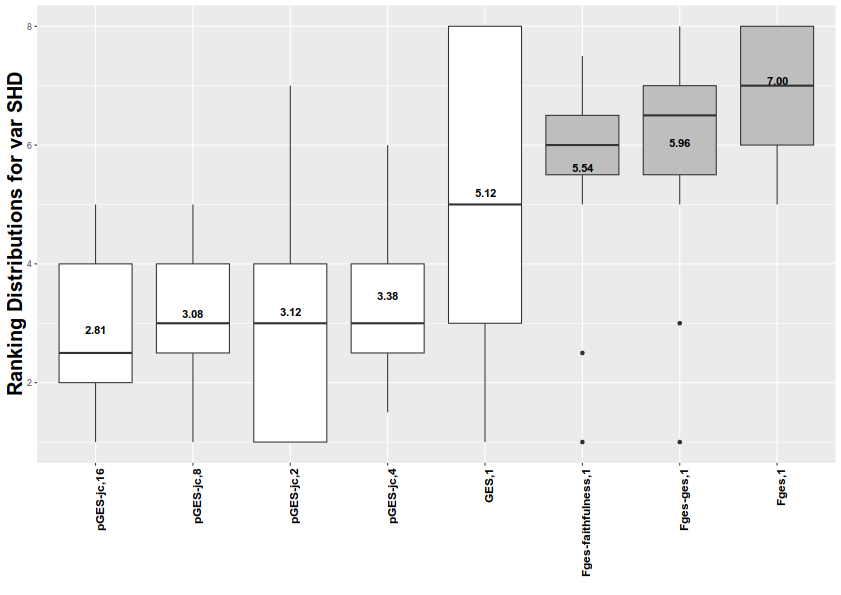 Ranking Distributions for var SHD
8
6
4
2
2.81
3.08
3.12
3.38
5.12
5.54
5.96
7.00
pGES-jc,16
pGES-jc,8
pGES-jc,2
pGES-jc,4
GES,1
Fges-faithfulness,1
Fges-ges,1
Fges,1